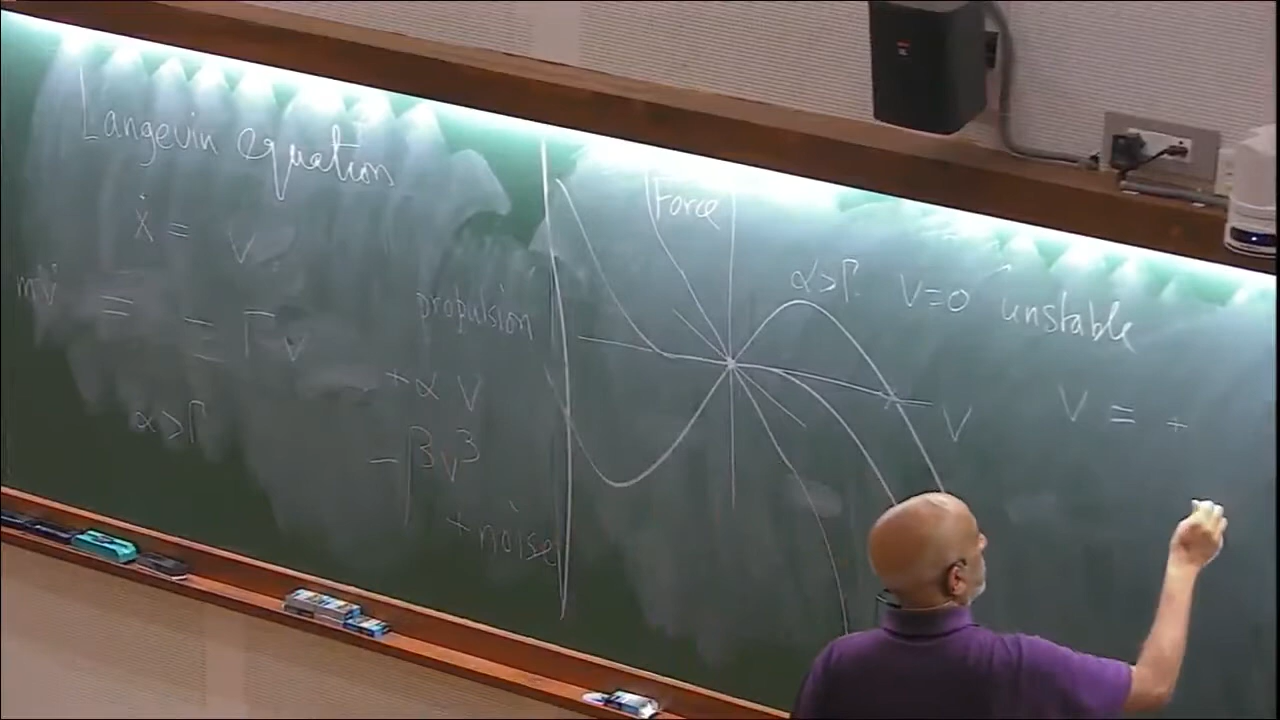 Langevin equation
ẋ = v
mv̇ = - Γv
propulsion
+αv
α>Γ
-βv³
+noise
Force
α>Γ v=0 unstable
v
v = +